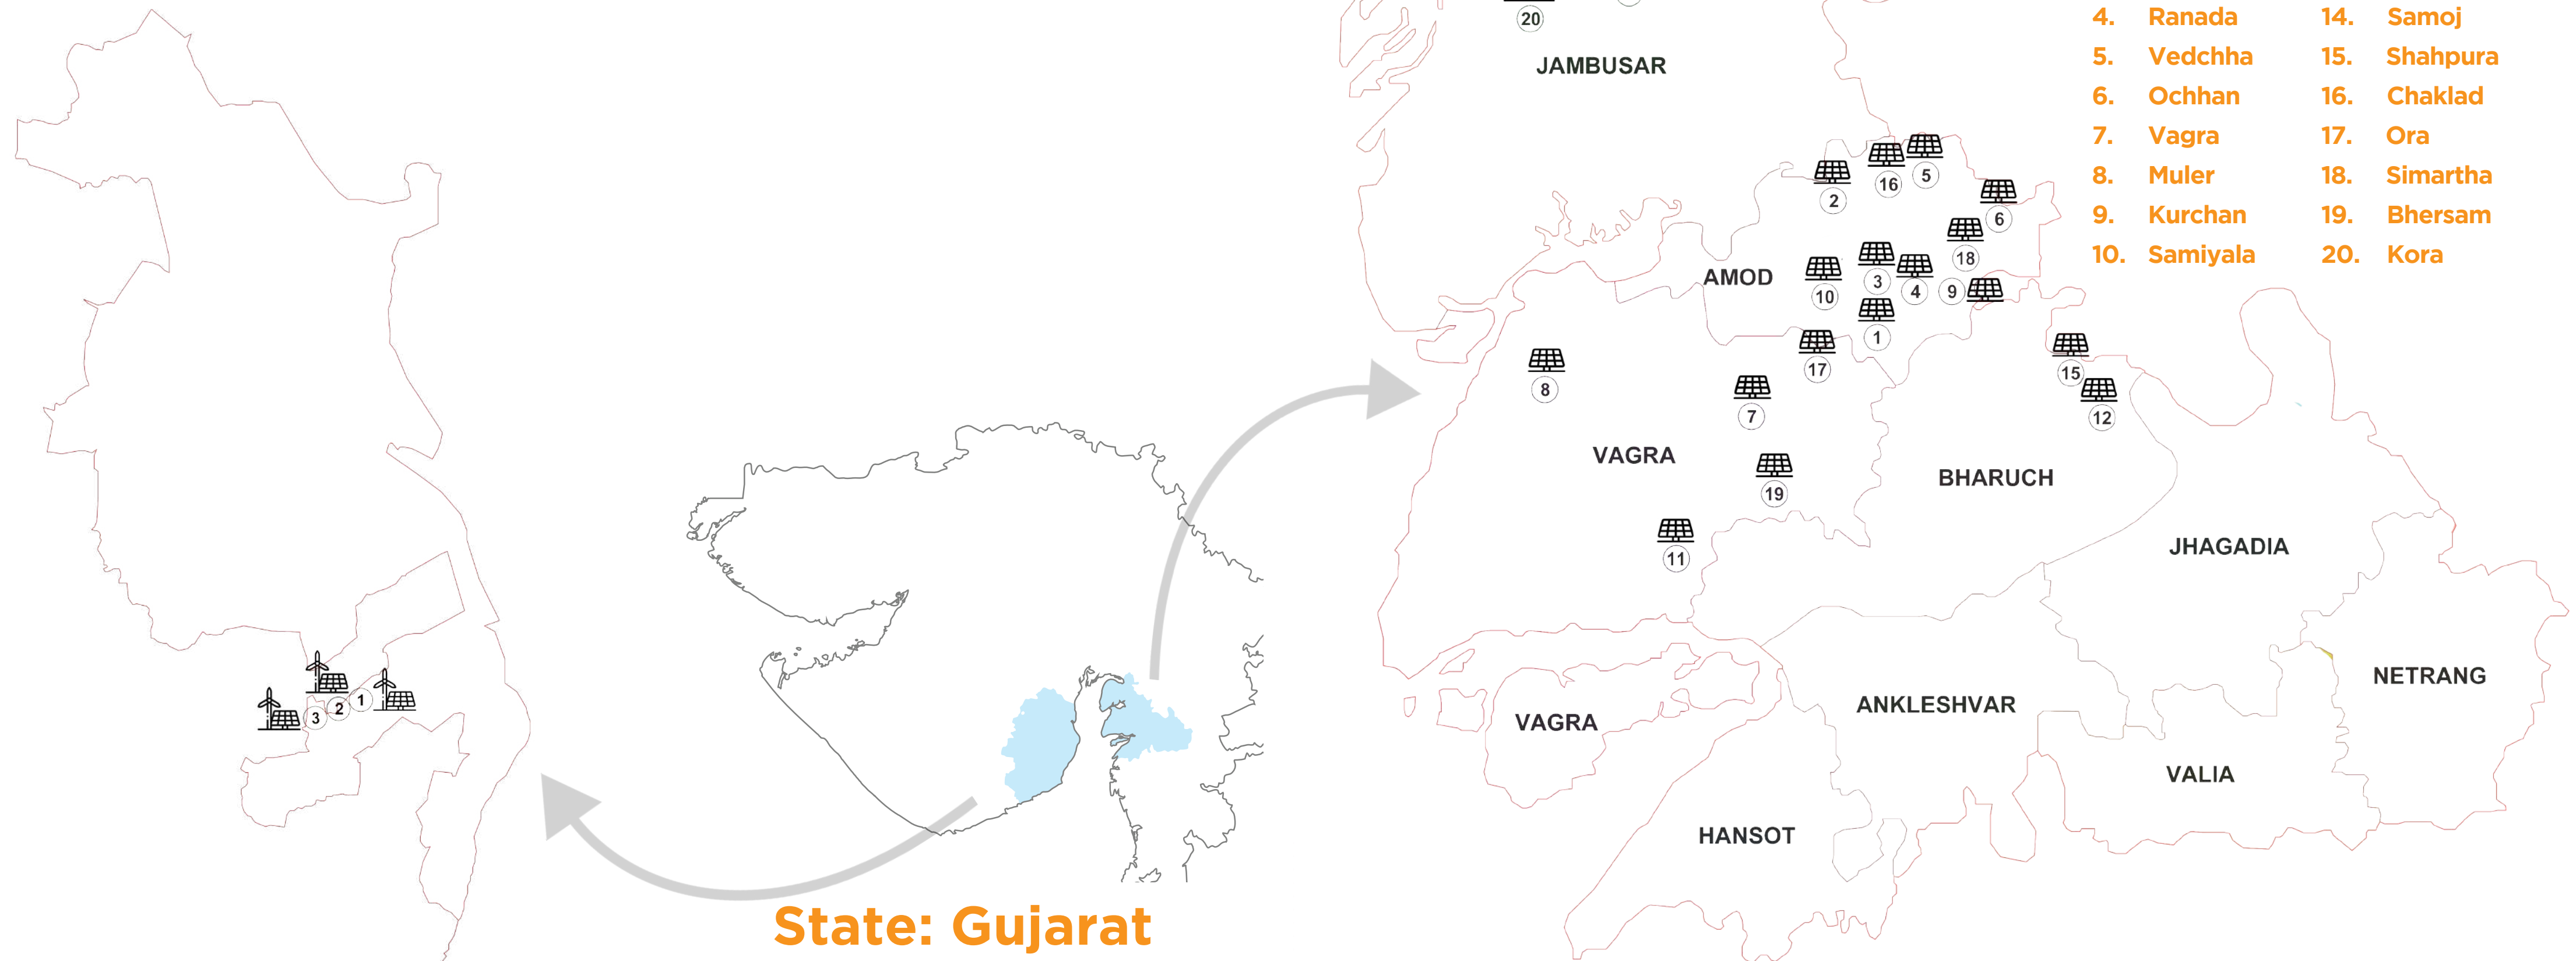 4. Ranada 14. Samoj
5. Vedchha 15. Shahpura
6. Ochhan 16. Chaklad
7. Vagra 17. Ora
8. Muler 18. Simartha
9. Kurchan 19. Bhersam
10. Samiyala 20. Kora
20
JAMBUSAR
5
16
2
6
18
AMOD
3
4
9
10
1
17
15
8
7
12
VAGRA
BHARUCH
19
11
JHAGADIA
NETRANG
ANKLESHVAR
VAGRA
VALIA
HANSOT
1
2
3
State: Gujarat